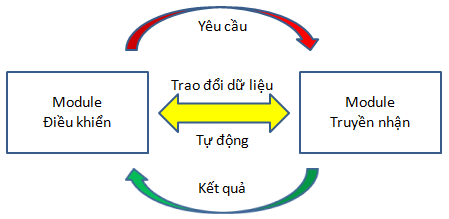 Yêu cầu
Module
Điều khiển
Trao đổi dữ liệu
Tự động
Module
Truyền nhận
Kết quả